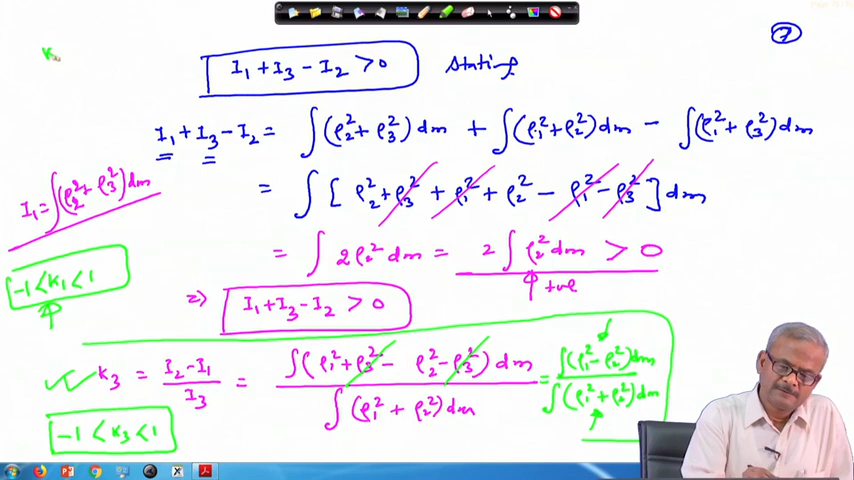 7
k
I₁ + I₃ − I₂ > 0
I₁ + I₃ − I₂ = ∫(ρ₂² + ρ₃²) dm + ∫(ρ₁² + ρ₂²) dm − ∫(ρ₁² + ρ₃²) dm
= ∫[ρ₂² + ρ₃² + ρ₁² + ρ₂² − ρ₁² − ρ₃²] dm
I₁ = ∫(ρ₂² + ρ₃²) dm
= ∫ 2ρ₂² dm = 2 ∫ ρ₂² dm > 0
+ve
-1 < k₁ < 1
=) I₁ + I₃ − I₂ > 0
k₃ = (I₂ − I₁)/I₃ = ∫(ρ₁² + ρ₃² − ρ₂² − ρ₃²) dm / ∫(ρ₁² + ρ₂²) dm = ∫(ρ₁² − ρ₂²) dm / ∫(ρ₁² + ρ₂²) dm
-1 < k₃ < 1